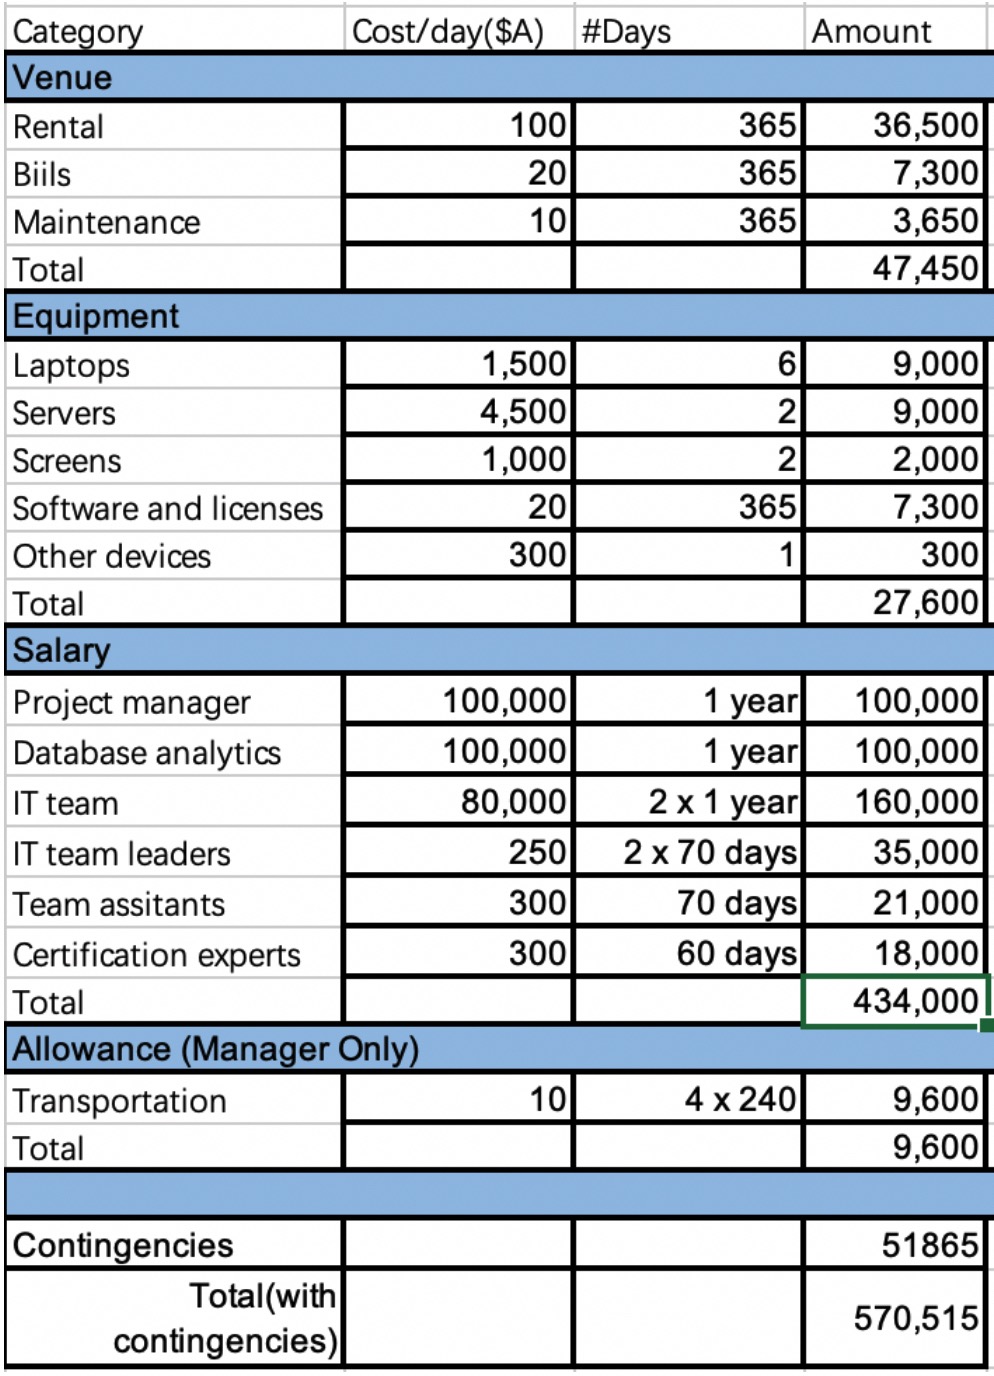 Category Cost/day($A) #Days Amount
Venue
Rental 100 365 36,500
Biils 20 365 7,300
Maintenance 10 365 3,650
Total 47,450
Equipment
Laptops 1,500 6 9,000
Servers 4,500 2 9,000
Screens 1,000 2 2,000
Software and licenses 20 365 7,300
Other devices 300 1 300
Total 27,600
Salary
Project manager 100,000 1 year 100,000
Database analytics 100,000 1 year 100,000
IT team 80,000 2 x 1 year 160,000
IT team leaders 250 2 x 70 days 35,000
Team assitants 300 70 days 21,000
Certification experts 300 60 days 18,000
Total 434,000
Allowance (Manager Only)
Transportation 10 4 x 240 9,600
Total 9,600
Contingencies 51865
Total(with
contingencies) 570,515